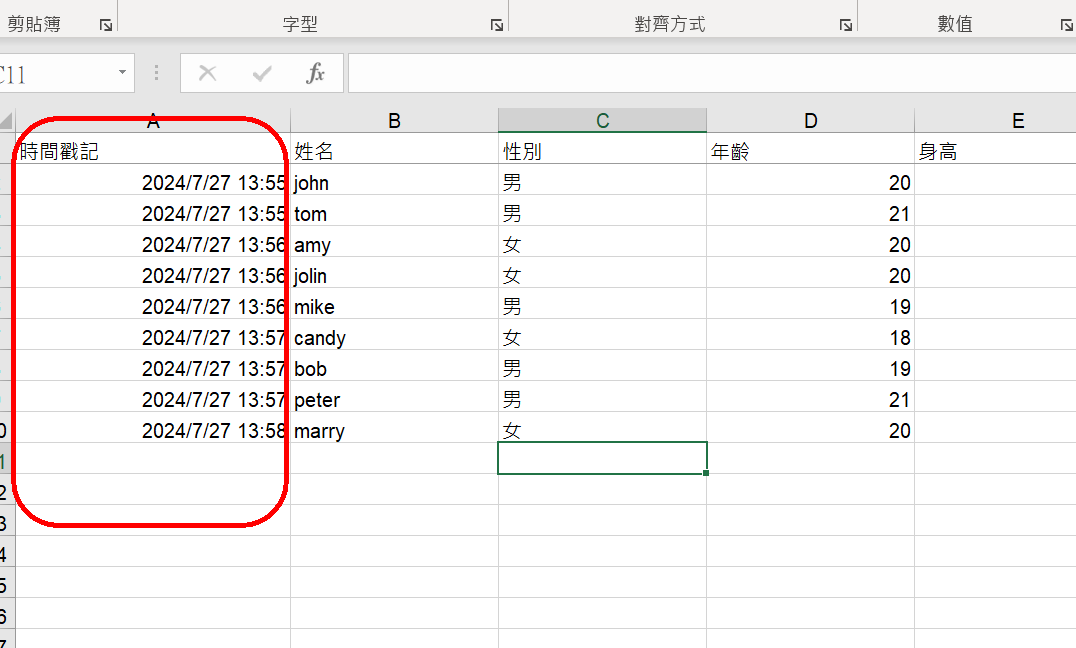 剪貼簿 字型 對齊方式 數值
C11 fx
A B C D E
時間戳記 姓名 性別 年齡 身高
2024/7/27 13:55 john 男 20
2024/7/27 13:55 tom 男 21
2024/7/27 13:56 amy 女 20
2024/7/27 13:56 jolin 女 20
2024/7/27 13:56 mike 男 19
2024/7/27 13:57 candy 女 18
2024/7/27 13:57 bob 男 19
2024/7/27 13:57 peter 男 21
0 2024/7/27 13:58 marry 女 20
1
2
3
4
5
6
7